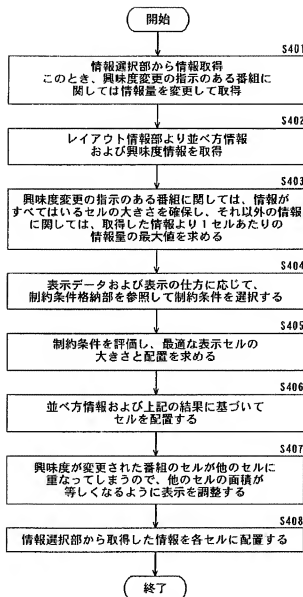 開始
S401
情報選択部から情報取得
このとき、興味度変更の指示のある番組に
関しては情報量を変更して取得
S402
レイアウト情報部より並べ方情報
および興味度情報を取得
S403
興味度変更の指示のある番組に関しては、情報が
すべてはいるセルの大きさを確保し、それ以外の情報
に関しては、取得した情報より1セルあたりの
情報量の最大値を求める
S404
表示データおよび表示の仕方に応じて、
制約条件格納部を参照して制約条件を選択する
S405
制約条件を評価し、最適な表示セルの
大きさと配置を求める
S406
並べ方情報および上記の結果に基づいて
セルを配置する
S407
興味度が変更された番組のセルが他のセルに
重なってしまうので、他のセルの面積が
等しくなるように表示を調整する
S408
情報選択部から取得した情報を各セルに配置する
終了